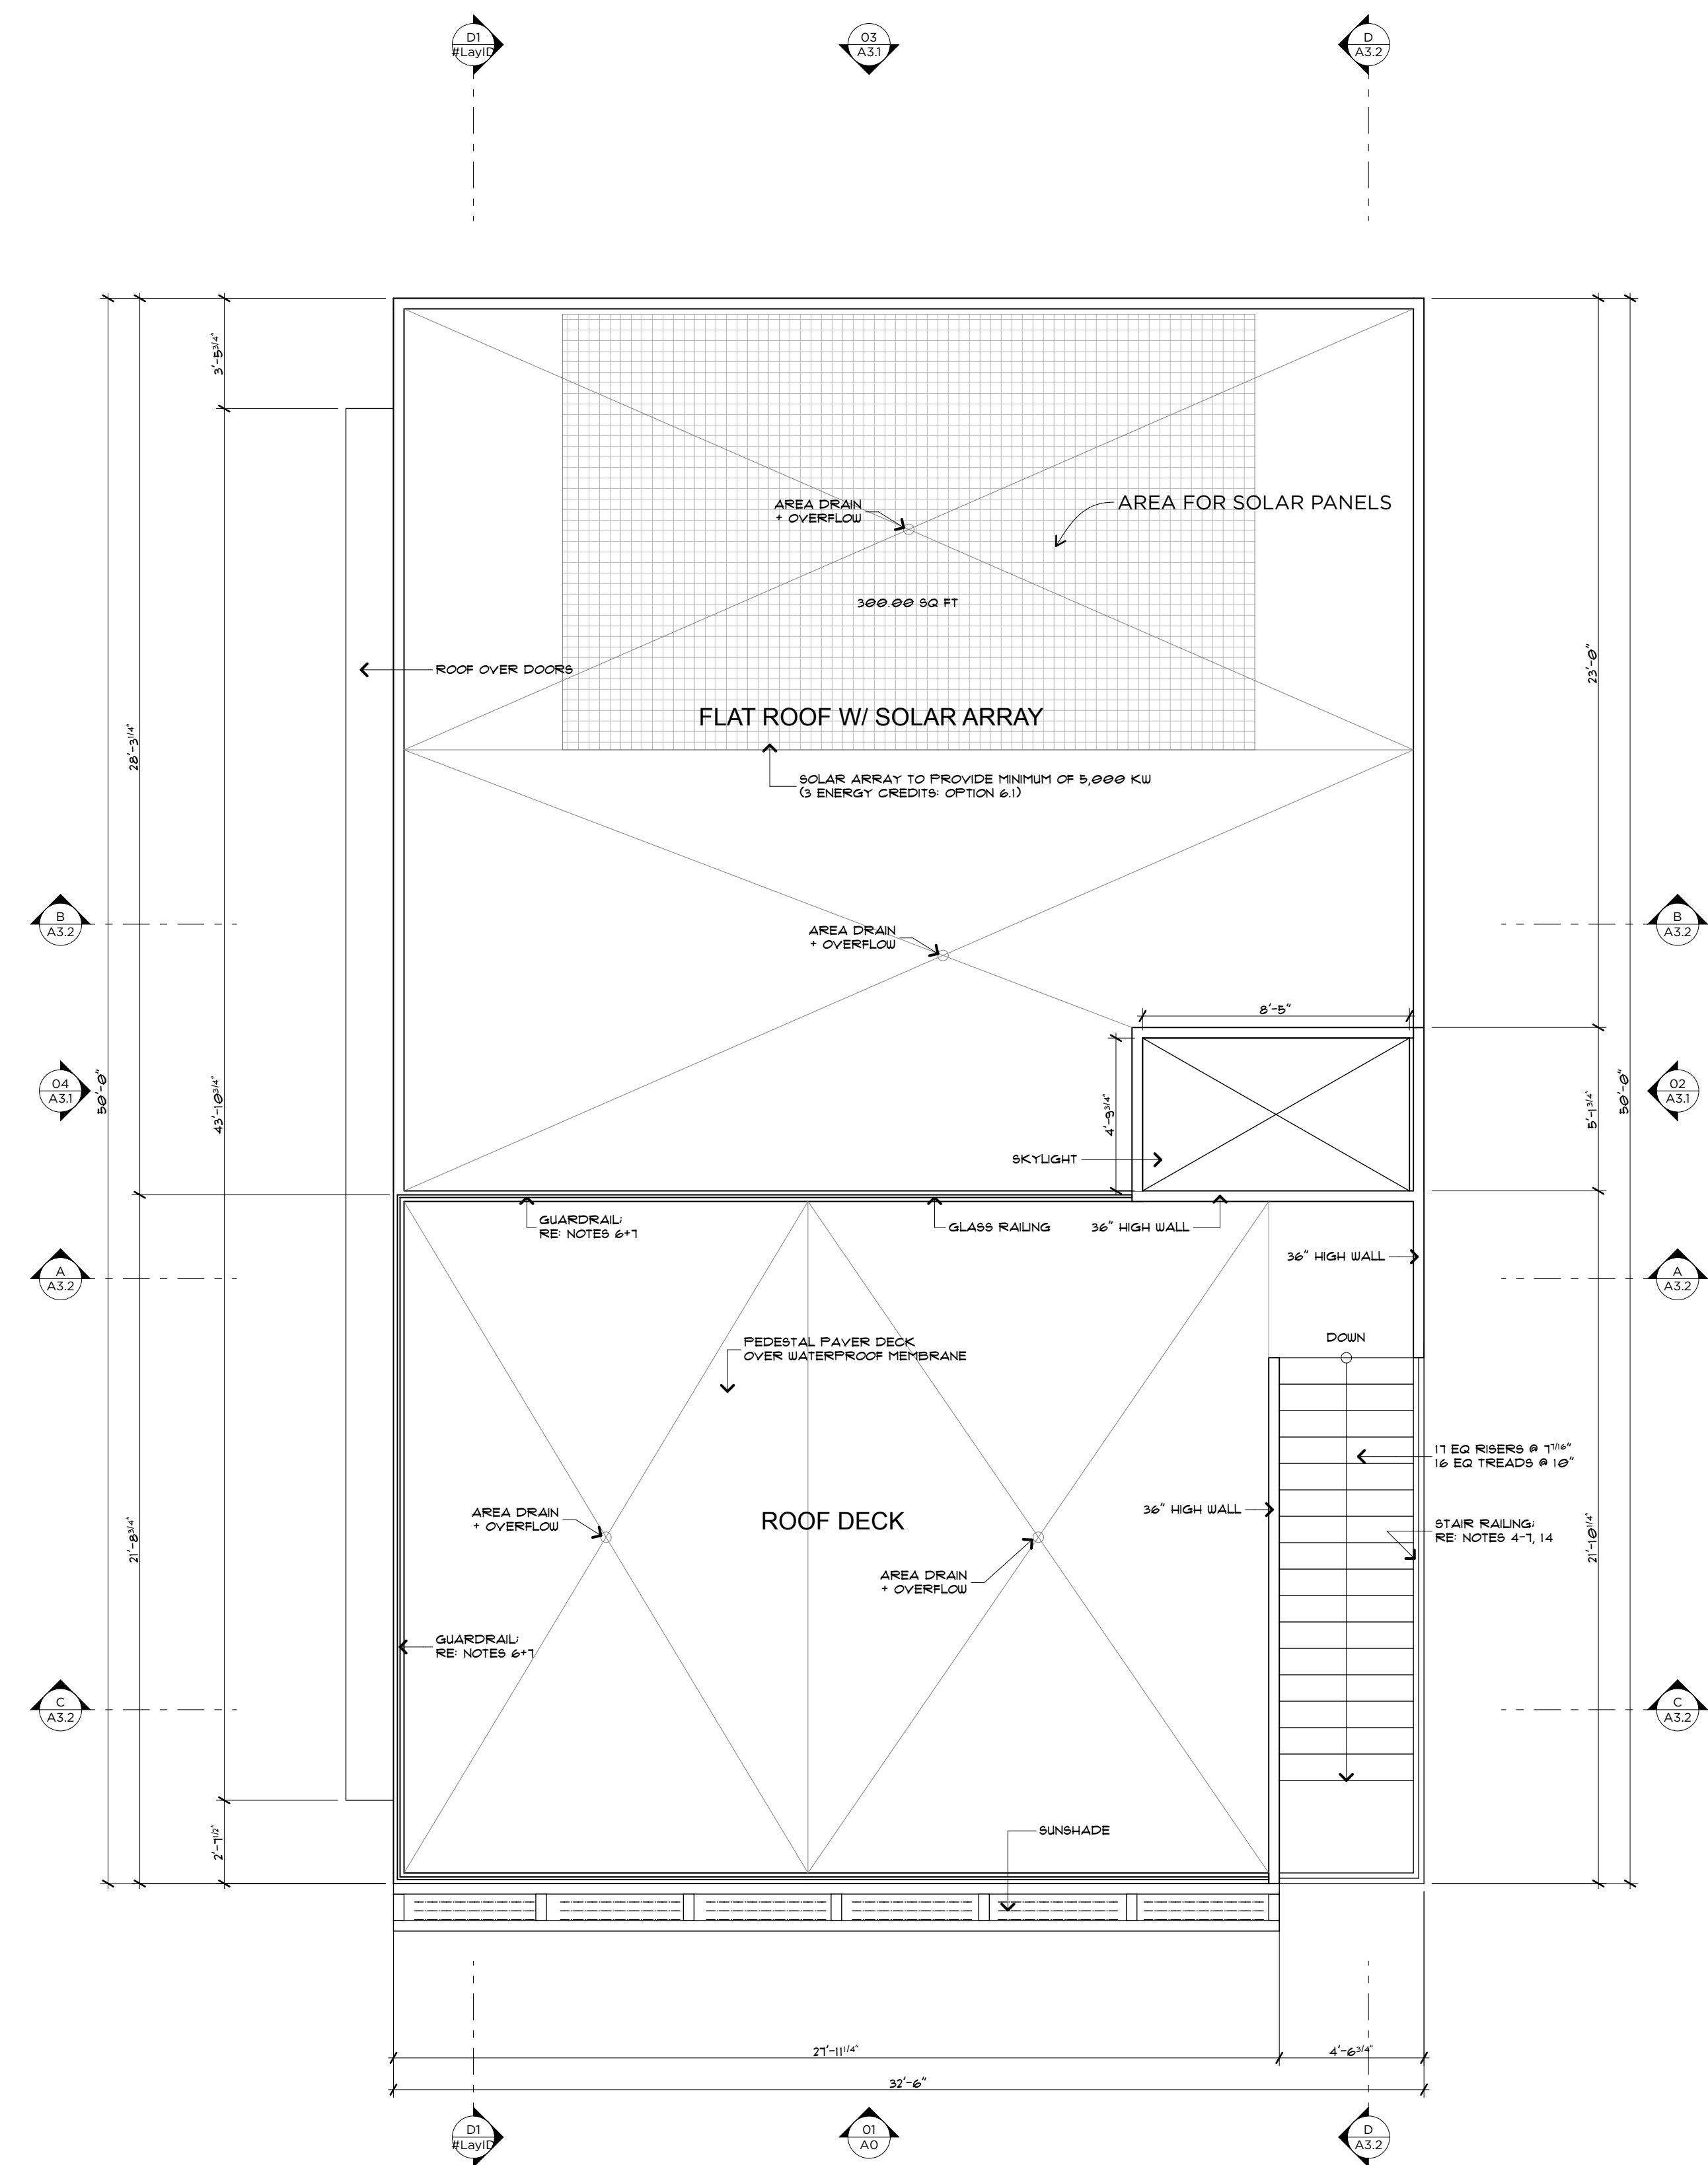 D1
#LayID
03
A3.1
D
A3.2
3'-5 3/4"
AREA DRAIN
+ OVERFLOW
AREA FOR SOLAR PANELS
300.00 SQ FT
ROOF OVER DOORS
23'-0"
FLAT ROOF W/ SOLAR ARRAY
28'-3 1/4"
SOLAR ARRAY TO PROVIDE MINIMUM OF 5,000 KW
(3 ENERGY CREDITS: OPTION 6.1)
B
A3.2
AREA DRAIN
+ OVERFLOW
B
A3.2
8'-5"
04
A3.1
50'-0"
43'-10 3/4"
4'-9 3/4"
5'-1 3/4"
50'-0"
02
A3.1
SKYLIGHT
GUARDRAIL;
RE: NOTES 6+7
GLASS RAILING
36" HIGH WALL
36" HIGH WALL
A
A3.2
A
A3.2
DOWN
PEDESTAL PAVER DECK
OVER WATERPROOF MEMBRANE
17 EQ RISERS @ 7 7/16"
16 EQ TREADS @ 10"
AREA DRAIN
+ OVERFLOW
ROOF DECK
36" HIGH WALL
STAIR RAILING;
RE: NOTES 4-7, 14
21'-8 3/4"
21'-10 1/4"
AREA DRAIN
+ OVERFLOW
GUARDRAIL;
RE: NOTES 6+7
C
A3.2
C
A3.2
2'-7 1/2"
SUNSHADE
27'-11 1/4"
4'-6 3/4"
32'-6"
D1
#LayID
01
A0
D
A3.2